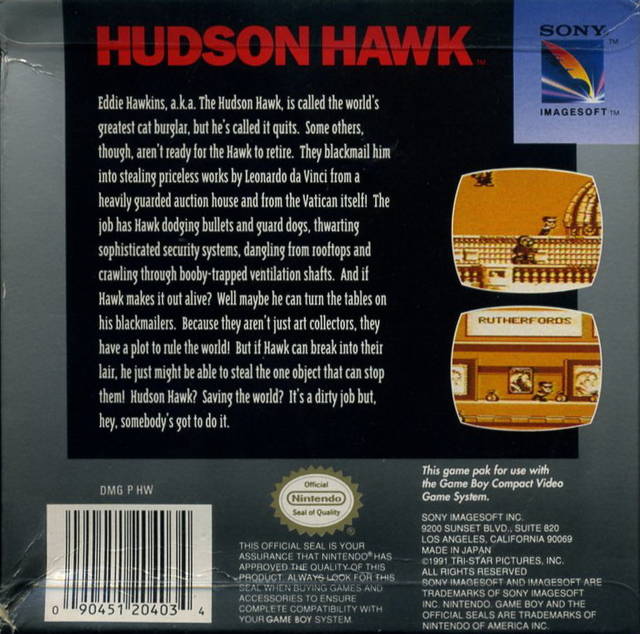 HUDSON HAWK™
SONY™
IMAGESOFT™
Eddie Hawkins, a.k.a. The Hudson Hawk, is called the world's
greatest cat burglar, but he's called it quits. Some others,
though, aren't ready for the Hawk to retire. They blackmail him
into stealing priceless works by Leonardo da Vinci from a
heavily guarded auction house and from the Vatican itself! The
job has Hawk dodging bullets and guard dogs, thwarting
sophisticated security systems, dangling from rooftops and
crawling through booby-trapped ventilation shafts. And if
Hawk makes it out alive? Well maybe he can turn the tables on
his blackmailers. Because they aren't just art collectors, they
have a plot to rule the world! But if Hawk can break into their
lair, he just might be able to steal the one object that can stop
them! Hudson Hawk? Saving the world? It's a dirty job but,
hey, somebody's got to do it.
RUTHERFORDS
DMG P HW
0 90451 20403 4
Official
Nintendo
Seal of Quality
THIS OFFICIAL SEAL IS YOUR
ASSURANCE THAT NINTENDO® HAS
APPROVED THE QUALITY OF THIS
PRODUCT. ALWAYS LOOK FOR THIS
SEAL WHEN BUYING GAMES AND
ACCESSORIES TO ENSURE
COMPLETE COMPATIBILITY WITH
YOUR GAME BOY SYSTEM.
This game pak for use with
the Game Boy Compact Video
Game System.
SONY IMAGESOFT INC.
9200 SUNSET BLVD., SUITE 820
LOS ANGELES, CALIFORNIA 90069
MADE IN JAPAN
©1991 TRI-STAR PICTURES, INC.
ALL RIGHTS RESERVED
SONY IMAGESOFT AND IMAGESOFT ARE
TRADEMARKS OF SONY IMAGESOFT
INC. NINTENDO. GAME BOY AND THE
OFFICIAL SEALS ARE TRADEMARKS OF
NINTENDO OF AMERICA INC.